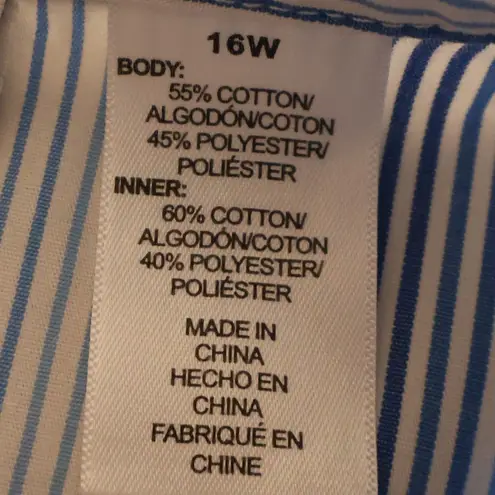 16W
BODY:
55% COTTON/
ALGODÓN/COTON
45% POLYESTER/
POLIÉSTER
INNER:
60% COTTON/
ALGODÓN/COTON
40% POLYESTER/
POLIÉSTER
MADE IN
CHINA
HECHO EN
CHINA
FABRIQUÉ EN
CHINE